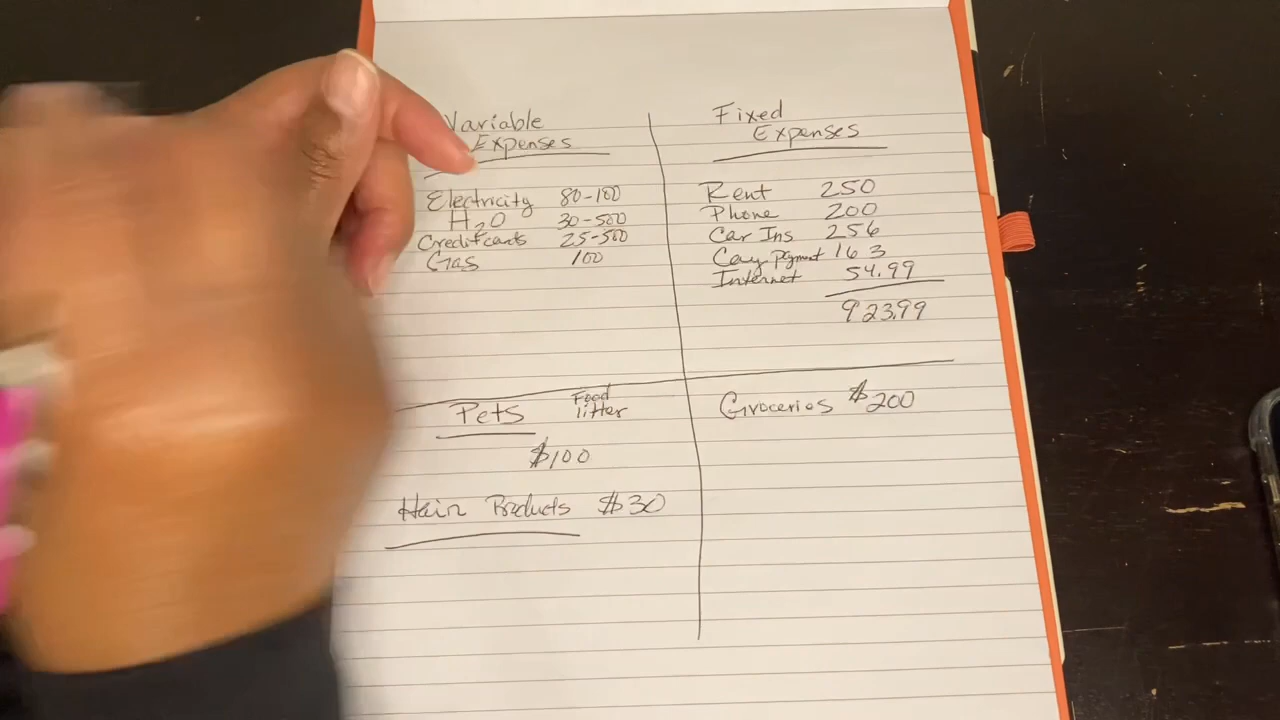 Variable
Expenses
Electricity 80-100
H2O 30-500
Creditcards 25-500
Gas 100
Fixed
Expenses
Rent 250
Phone 200
Car Ins 256
Car payment 163
Internet 54.99
923.99
Pets Food
litter
$100
Hair Products $30
Groceries $200